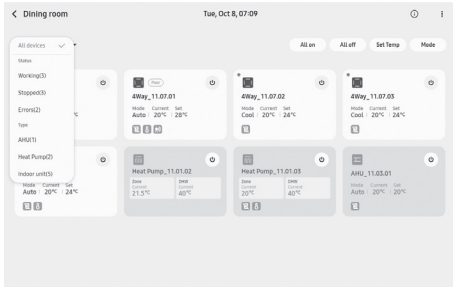 Dining room
Tue, Oct 8, 07:09
All devices
All on
All off
Set Temp
Mode
Status
Working(3)
Stopped(3)
Errors(2)
Type
AHU(1)
Heat Pump(2)
Indoor unit(5)
℃
4Way_11.07.01
Mode Current Set
Auto 20℃ 28℃
4Way_11.07.02
Mode Current Set
Cool 20℃ 24℃
4Way_11.07.03
Mode Current Set
Cool 20℃ 24℃
Mode Current Set
Auto 20℃ 24℃
Heat Pump_11.01.02
Zone DHW
Current Current
21.5℃ 40℃
Heat Pump_11.01.03
Zone DHW
Current Current
20℃ 40℃
AHU_11.03.01
Mode Current Set
Auto 20℃ 20℃